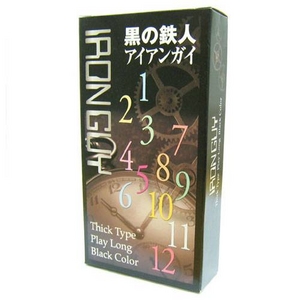 黒の鉄人
アイアンガイ
IRONGUY
1
2
3
7
4
8
5
9
6
10
11
12
Thick Type
Play Long
Black Color
IRONGUY